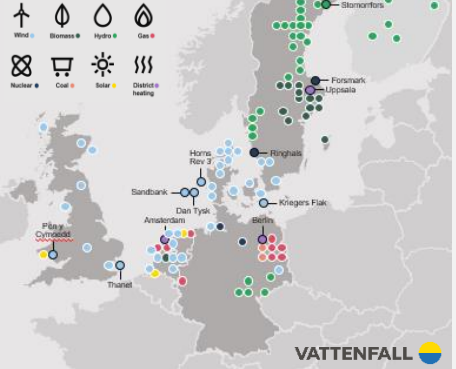 Wind
Biomass
Hydro
Gas
Nuclear
Coal
Solar
District
heating
Stornorrfors
Forsmark
Uppsala
Ringhals
Horns
Rev 3
Sandbank
Dan Tysk
Kriegers Flak
Amsterdam
Berlin
Pen y
Cymoedd
Thanet
VATTENFALL